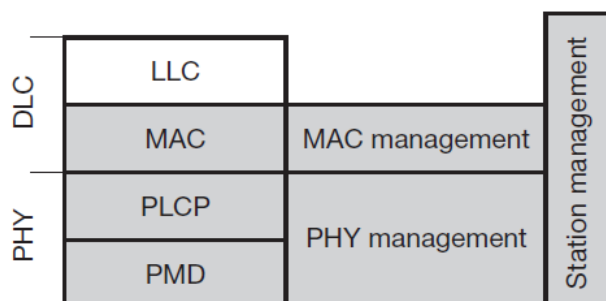 DLC
LLC
MAC
MAC management
PHY
PLCP
PMD
PHY management
Station management